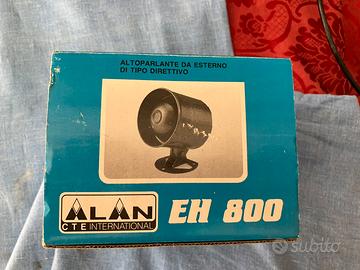 ALTOPARLANTE DA ESTERNO
DI TIPO DIRETTIVO
ALAN
CTE INTERNATIONAL
EH 800
subito